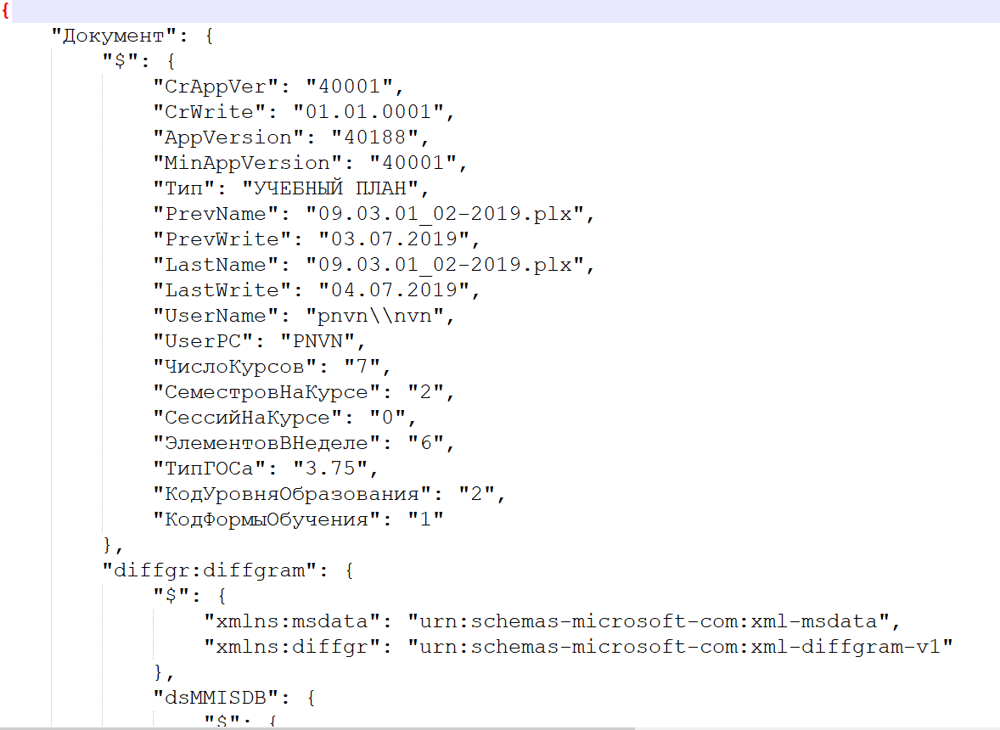 {
"Документ": {
"$": {
"CrAppVer": "40001",
"CrWrite": "01.01.0001",
"AppVersion": "40188",
"MinAppVersion": "40001",
"Тип": "УЧЕБНЫЙ ПЛАН",
"PrevName": "09.03.01_02-2019.plx",
"PrevWrite": "03.07.2019",
"LastName": "09.03.01_02-2019.plx",
"LastWrite": "04.07.2019",
"UserName": "pnvn\\nvn",
"UserPC": "PNVN",
"ЧислоКурсов": "7",
"СеместровНаКурсе": "2",
"СессийНаКурсе": "0",
"ЭлементовВНеделе": "6",
"ТипГОСа": "3.75",
"КодУровняОбразования": "2",
"КодФормыОбучения": "1"
},
"diffgr:diffgram": {
"$": {
"xmlns:msdata": "urn:schemas-microsoft-com:xml-msdata",
"xmlns:diffgr": "urn:schemas-microsoft-com:xml-diffgram-v1"
},
"dsMMISDB": {
"$": {